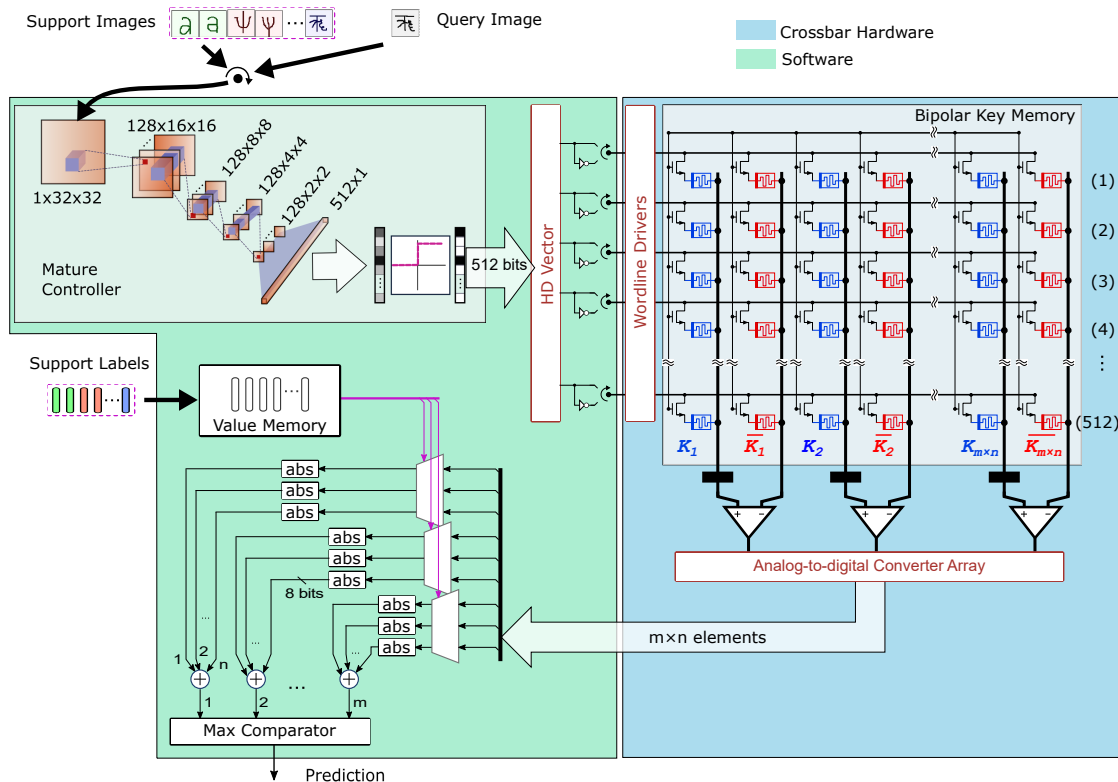 Support Images
Query Image
Crossbar Hardware
Software
Bipolar Key Memory
128x16x16
128x8x8
128x4x4
128x2x2
512x1
1x32x32
Mature
Controller
512 bits
HD Vector
Wordline Drivers
(1)
(2)
(3)
(4)
(512)
K1
K1
K2
K2
Km×n
Km×n
Support Labels
Value Memory
+ −
+ −
+ −
Analog-to-digital Converter Array
m×n elements
abs
abs
abs
abs
abs
abs
8 bits
abs
abs
abs
1
2
n
1
2
m
Max Comparator
Prediction